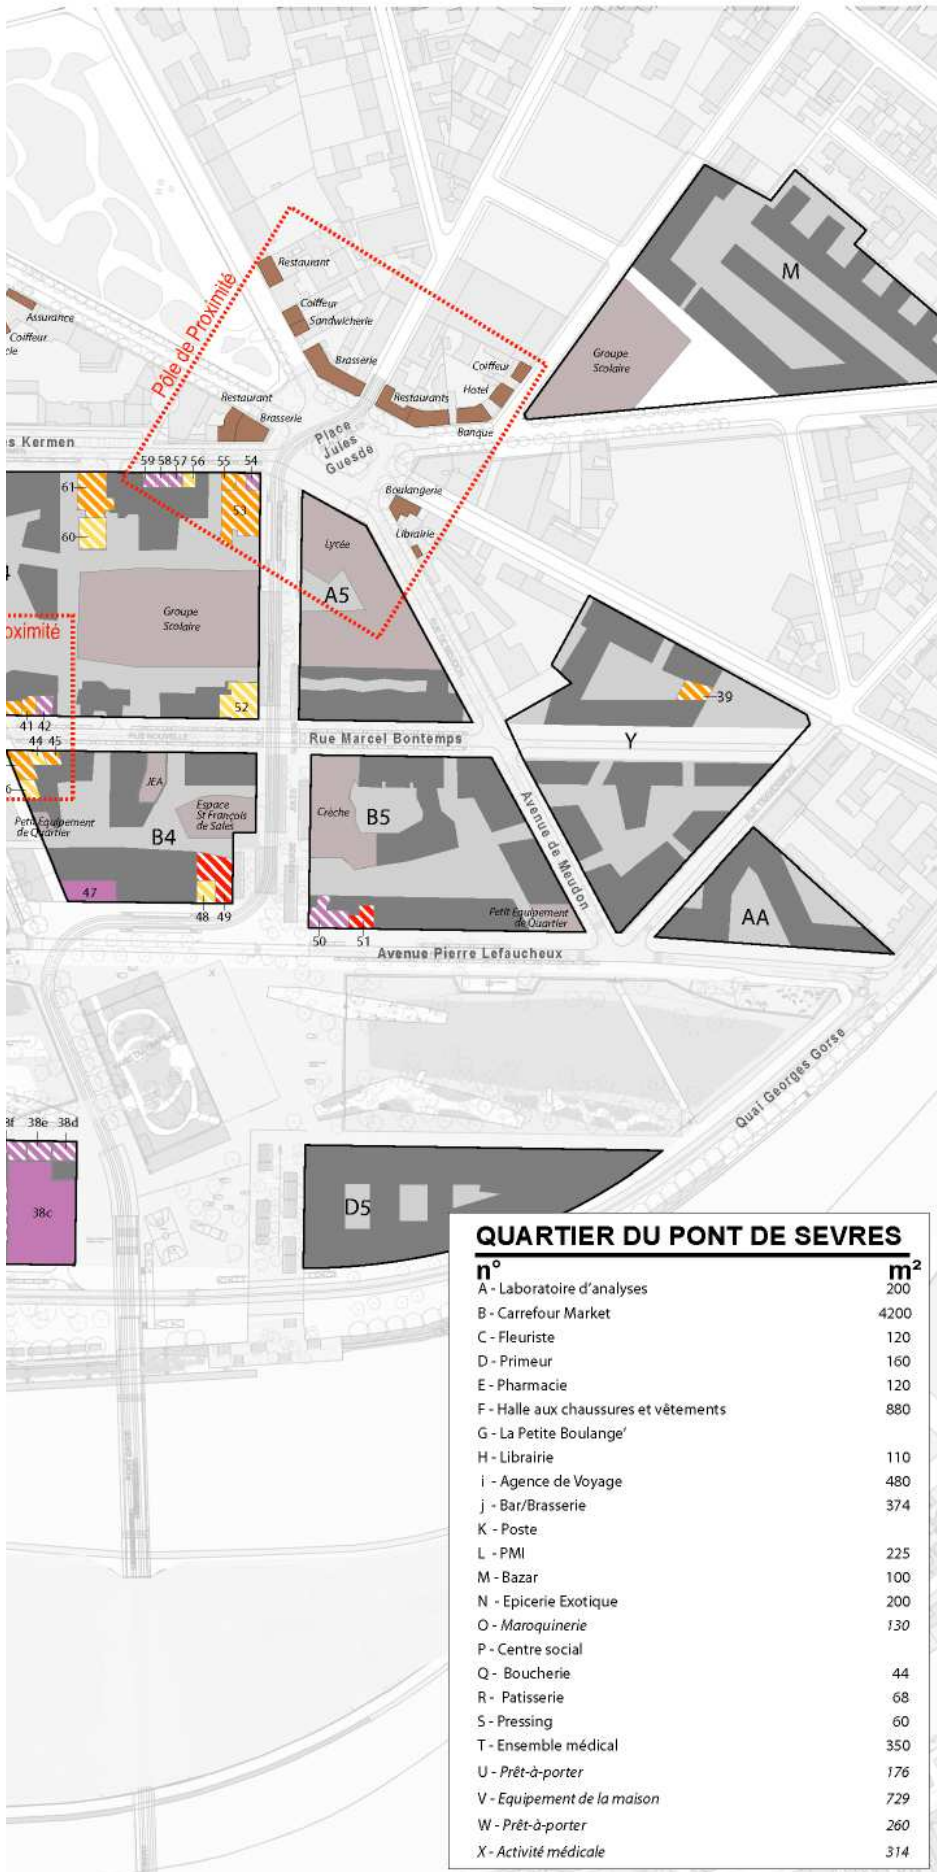 M
Restaurant
Pôle de Proximité
Coiffeur
Sandwicherie
Assurance
Coiffeur
cle
Groupe
Scolaire
Brasserie
Coiffeur
Hotel
Restaurants
Restaurant
Brasserie
Banque
Place
Jules
Guesde
es Kermen
59 58 57 56 55 54
61
Boulangerie
53
60
Librairie
Lycée
4
A5
Groupe
Scolaire
oximité
39
52
41 42
RUE NOUVELLE
Rue Marcel Bontemps
Y
44 45
6
JEA
Crèche
Espace
St François
de Sales
Petit Equipement
de Quartier
B4
B5
Avenue de Meudon
47
48 49
50 51
Petit Equipement
de Quartier
AA
Avenue Pierre Lefaucheux
Quai Georges Gorse
8f 38e 38d
38c
D5
QUARTIER DU PONT DE SEVRES
n° m²
A - Laboratoire d'analyses 200
B - Carrefour Market 4200
C - Fleuriste 120
D - Primeur 160
E - Pharmacie 120
F - Halle aux chaussures et vêtements 880
G - La Petite Boulange'
H - Librairie 110
i - Agence de Voyage 480
j - Bar/Brasserie 374
K - Poste
L - PMI 225
M - Bazar 100
N - Epicerie Exotique 200
O - Maroquinerie 130
P - Centre social
Q - Boucherie 44
R - Patisserie 68
S - Pressing 60
T - Ensemble médical 350
U - Prêt-à-porter 176
V - Equipement de la maison 729
W - Prêt-à-porter 260
X - Activité médicale 314